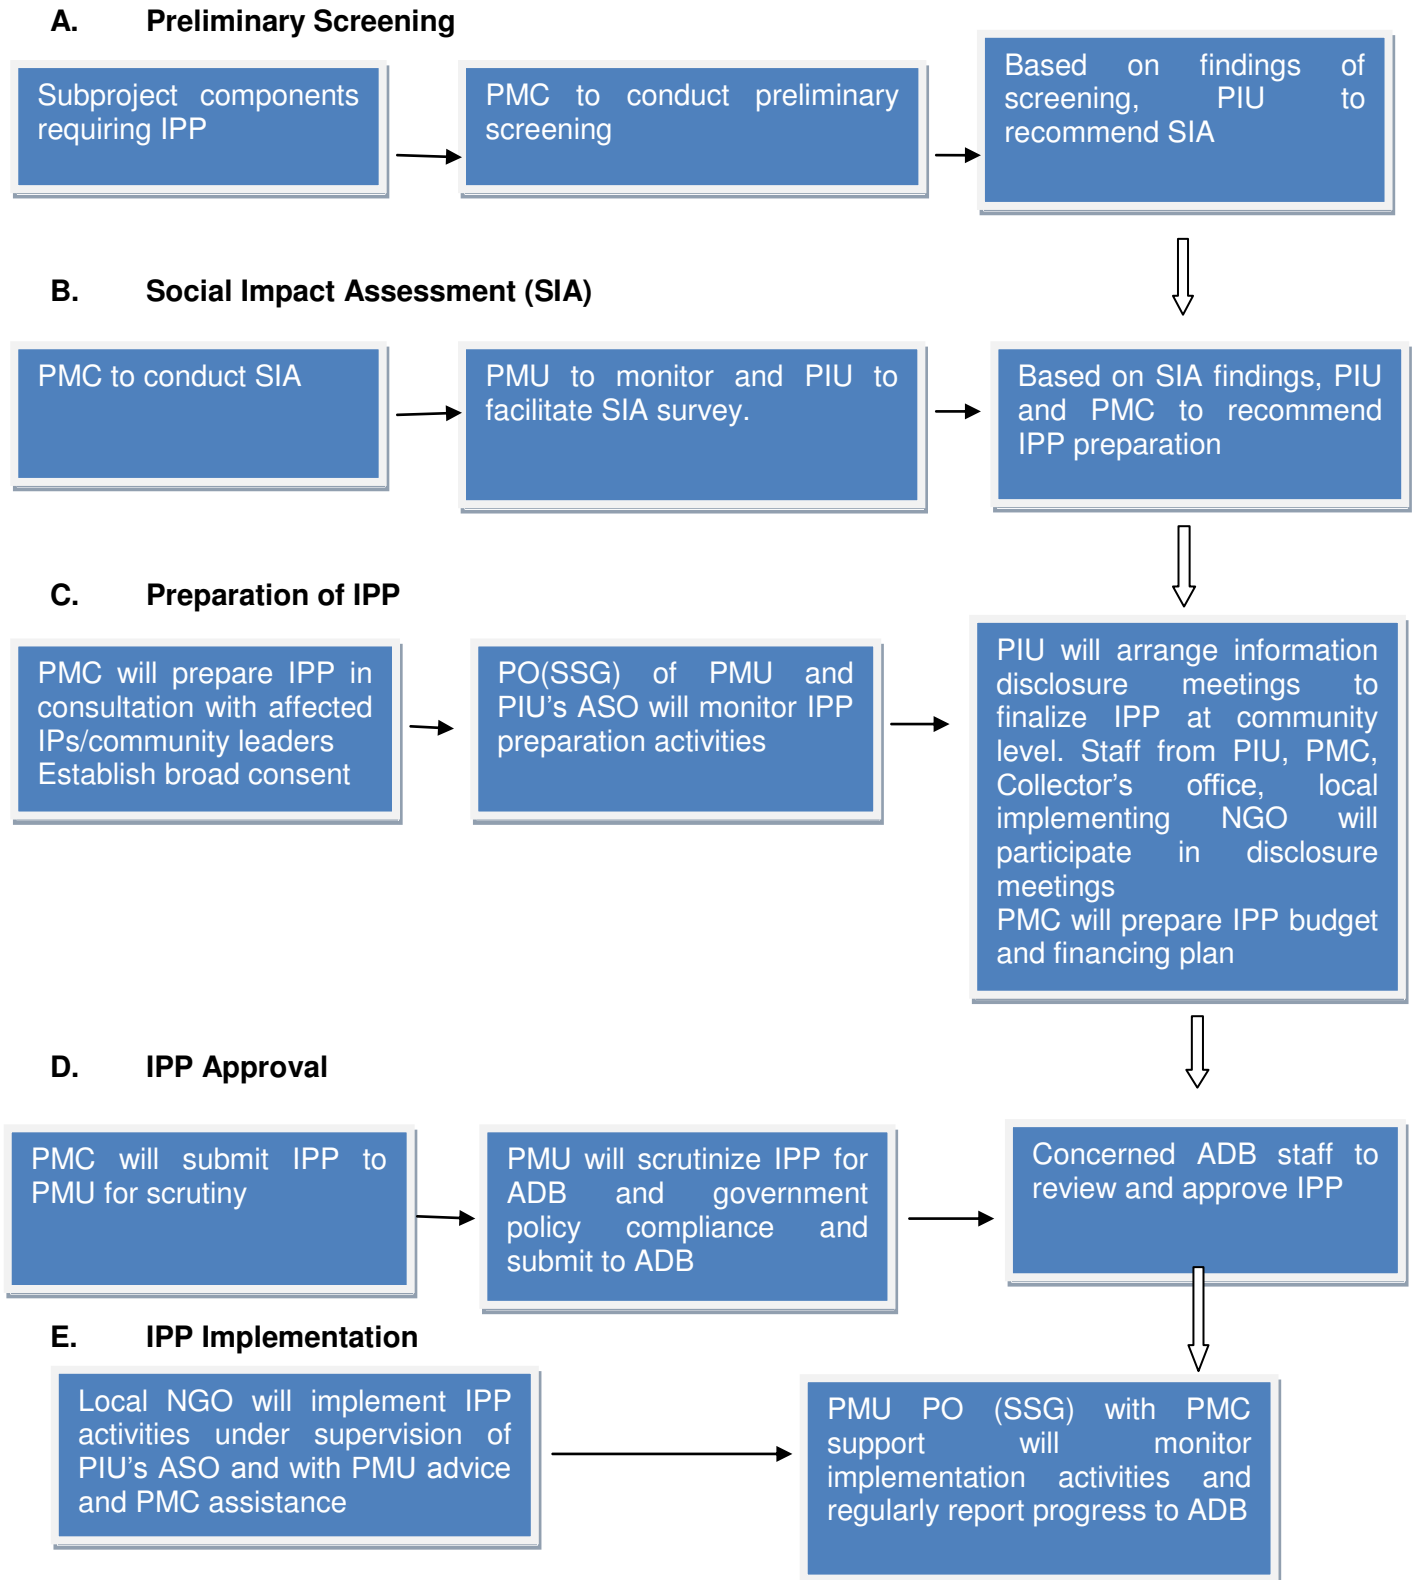 A. Preliminary Screening
Subproject components
requiring IPP
PMC to conduct preliminary
screening
Based on findings of
screening, PIU to
recommend SIA
B. Social Impact Assessment (SIA)
PMC to conduct SIA
PMU to monitor and PIU to
facilitate SIA survey.
Based on SIA findings, PIU
and PMC to recommend
IPP preparation
C. Preparation of IPP
PMC will prepare IPP in
consultation with affected
IPs/community leaders
Establish broad consent
PO(SSG) of PMU and
PIU's ASO will monitor IPP
preparation activities
PIU will arrange information
disclosure meetings to
finalize IPP at community
level. Staff from PIU, PMC,
Collector's office, local
implementing NGO will
participate in disclosure
meetings
PMC will prepare IPP budget
and financing plan
D. IPP Approval
PMC will submit IPP to
PMU for scrutiny
PMU will scrutinize IPP for
ADB and government
policy compliance and
submit to ADB
Concerned ADB staff to
review and approve IPP
E. IPP Implementation
Local NGO will implement IPP
activities under supervision of
PIU's ASO and with PMU advice
and PMC assistance
PMU PO (SSG) with PMC
support will monitor
implementation activities and
regularly report progress to ADB